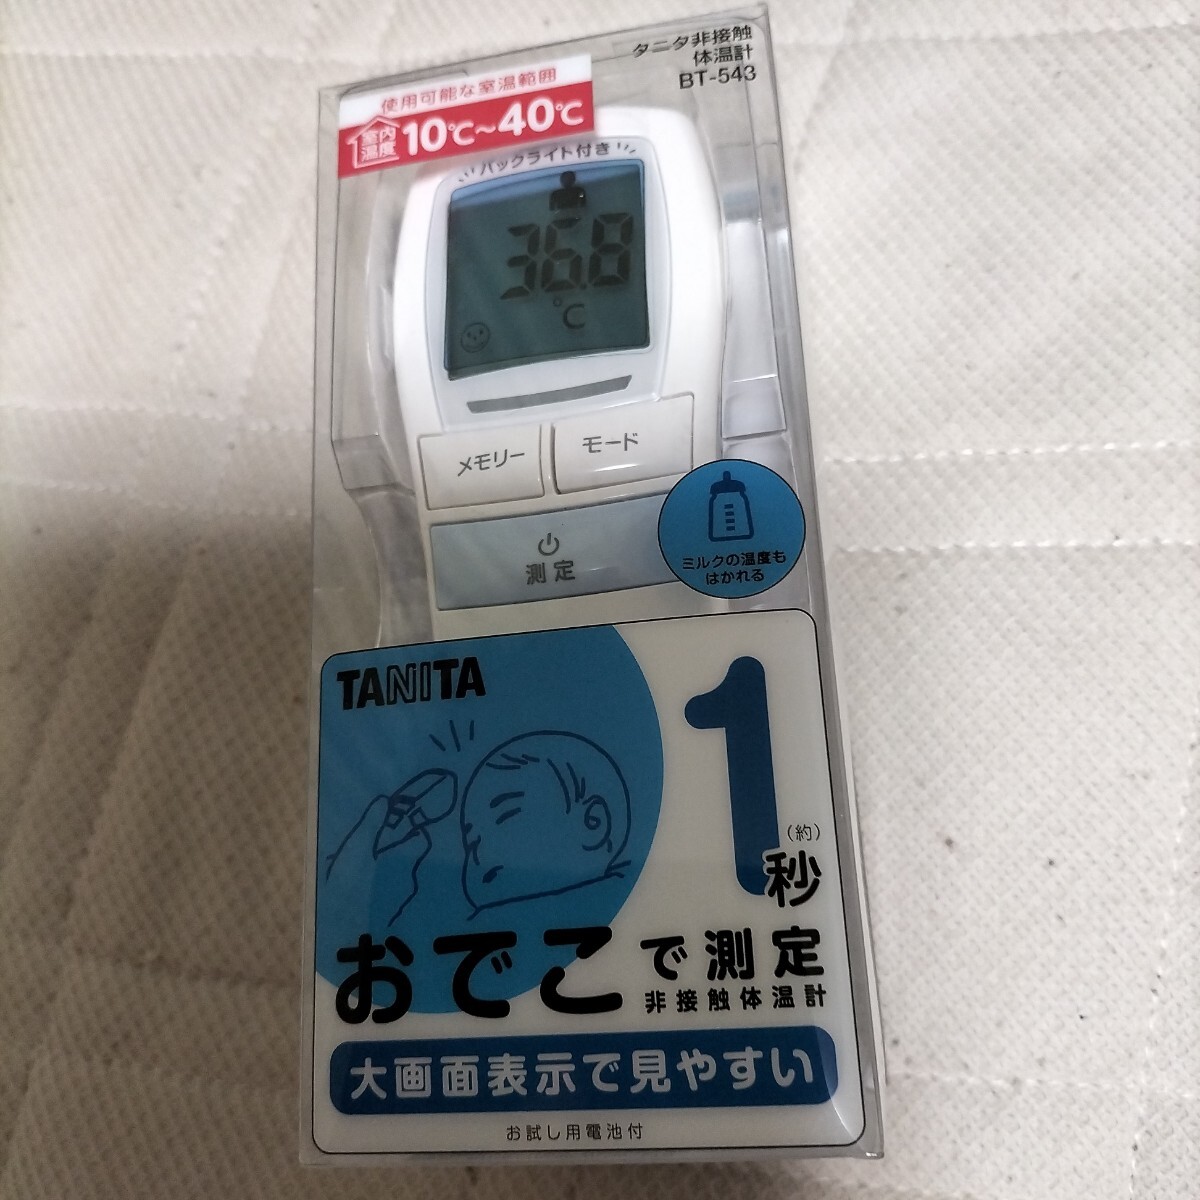 タニタ非接触
体温計
BT-543
使用可能な室温範囲
室内
温度
10℃~40℃
バックライト付き
36.8
℃
メモリー
モード
測定
ミルクの温度も
はかれる
TANITA
1
(約)
秒
おでこで測定
非接触体温計
大画面表示で見やすい
お試し用電池付